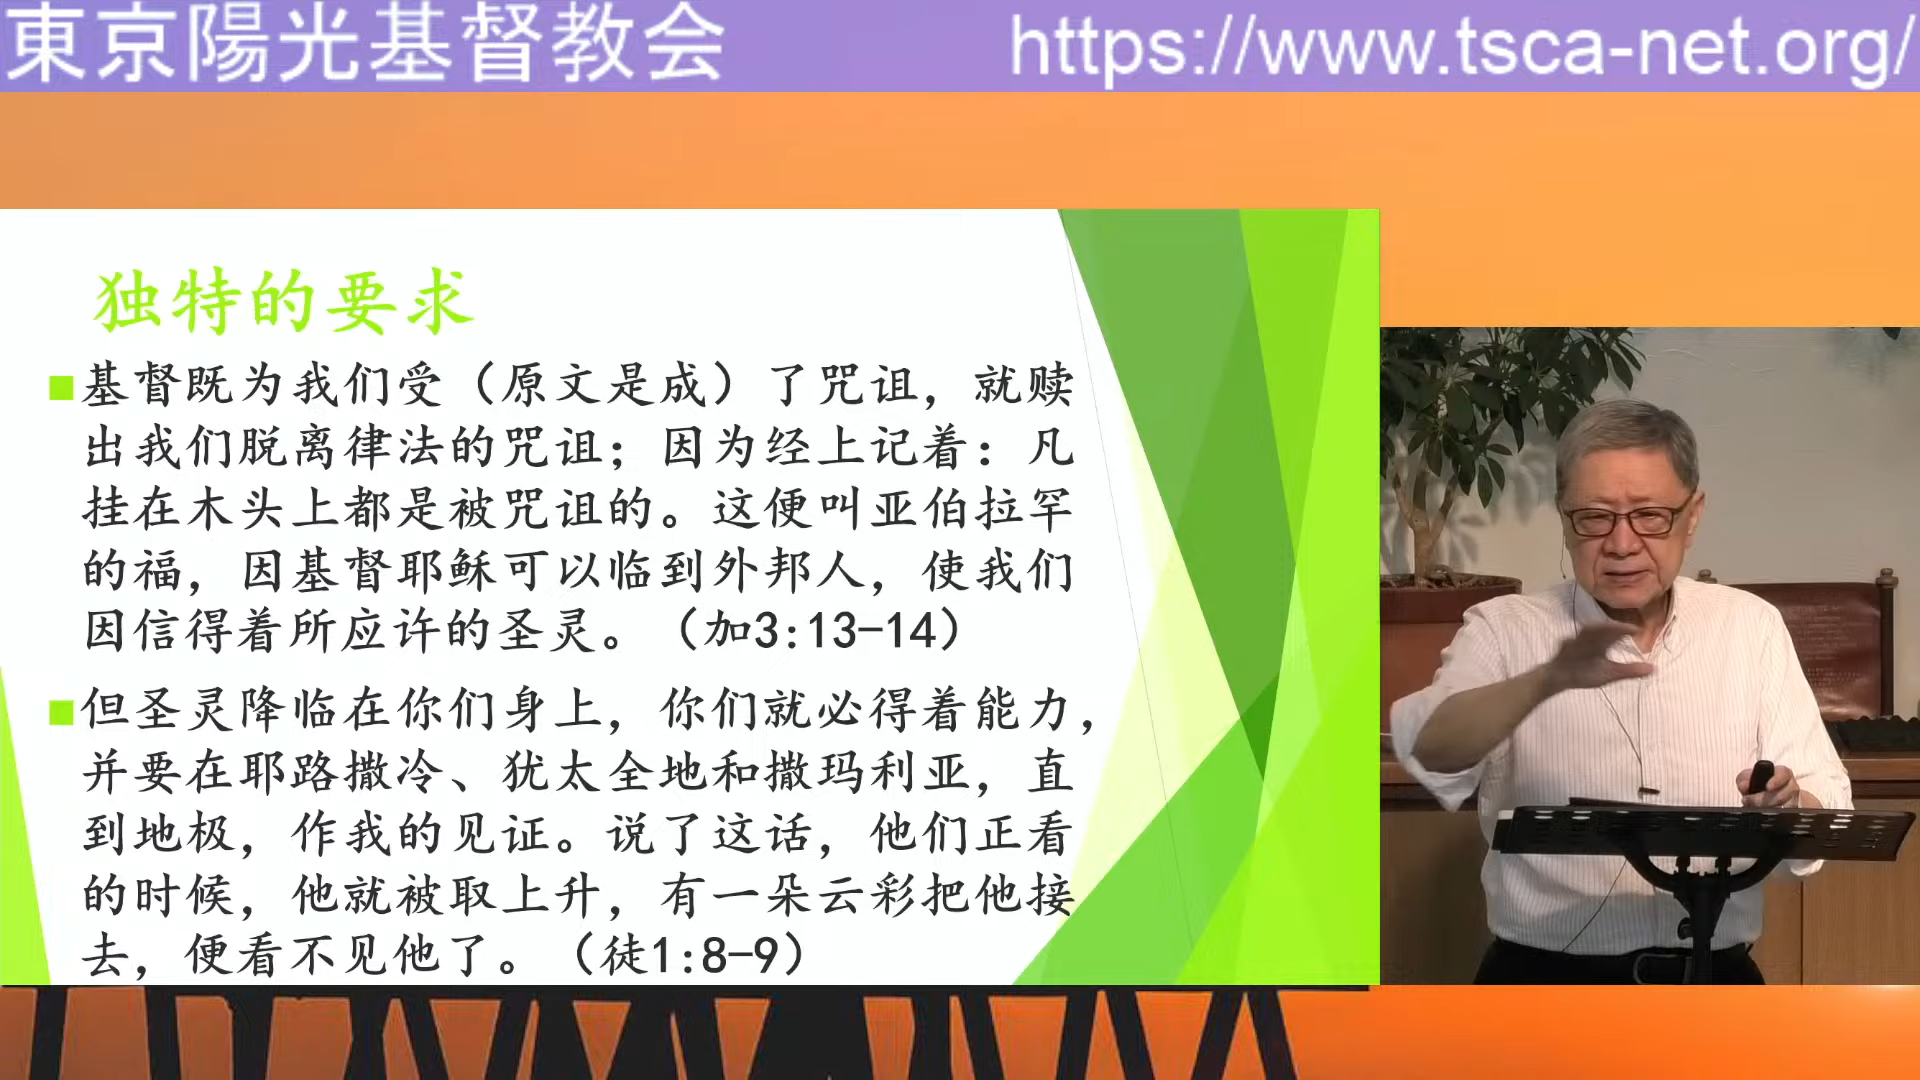 東京陽光基督教会
https://www.tsca-net.org/
独特的要求
基督既为我们受（原文是成）了咒诅，就赎
出我们脱离律法的咒诅；因为经上记着：凡
挂在木头上都是被咒诅的。这便叫亚伯拉罕
的福，因基督耶稣可以临到外邦人，使我们
因信得着所应许的圣灵。（加3:13-14）
但圣灵降临在你们身上，你们就必得着能力，
并要在耶路撒冷、犹太全地和撒玛利亚，直
到地极，作我的见证。说了这话，他们正看
的时候，他就被取上升，有一朵云彩把他接
去，便看不见他了。（徒1:8-9）